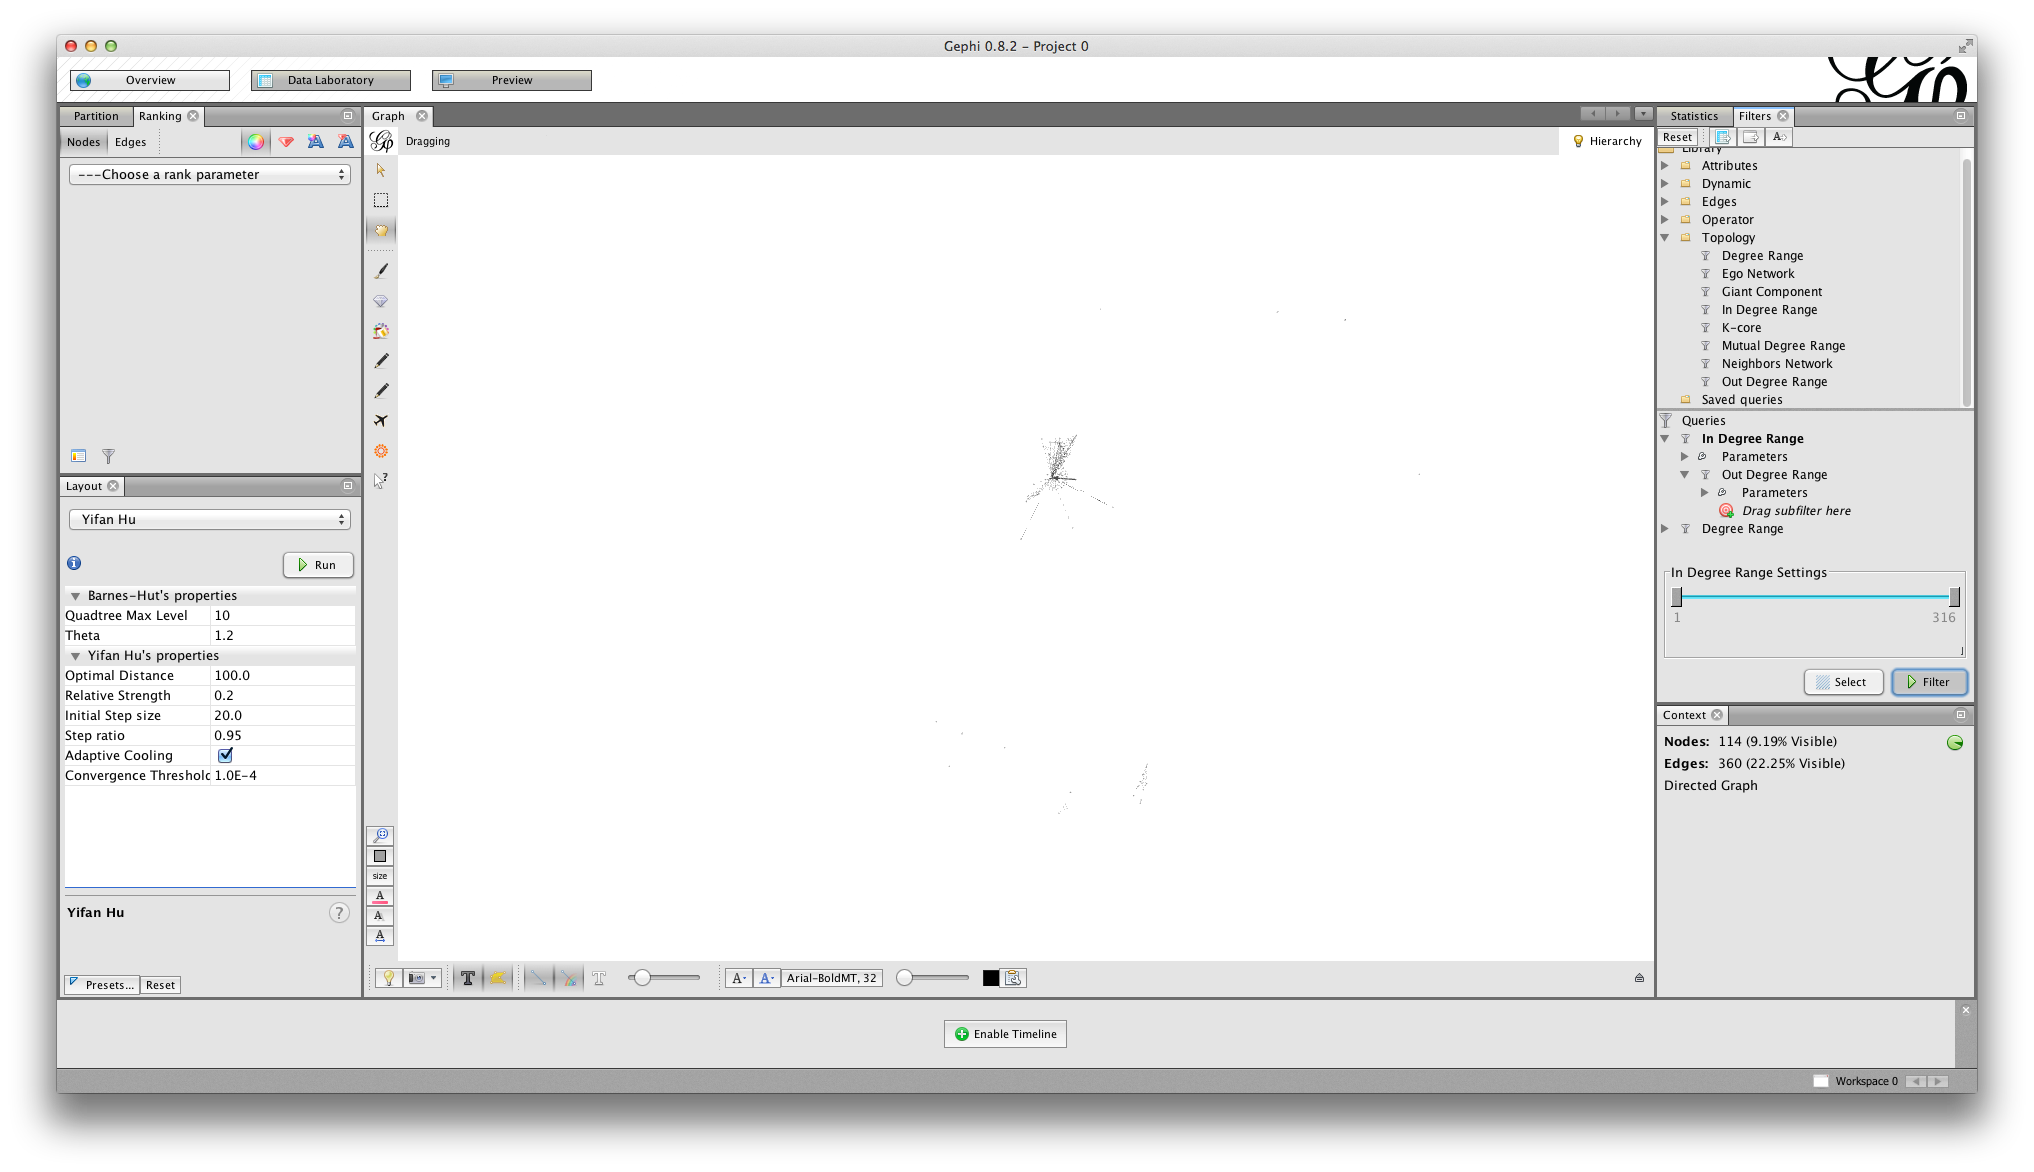 Gephi 0.8.2 - Project 0
Overview
Data Laboratory
Preview
Partition
Ranking
Nodes
Edges
---Choose a rank parameter
Layout
Yifan Hu
Run
Barnes-Hut's properties
Quadtree Max Level 10
Theta 1.2
Yifan Hu's properties
Optimal Distance 100.0
Relative Strength 0.2
Initial Step size 20.0
Step ratio 0.95
Adaptive Cooling
Convergence Threshold 1.0E-4
Yifan Hu
?
Presets...
Reset
Graph
Dragging
Hierarchy
size
A
A
A
T
T
A
A
Arial-BoldMT, 32
Statistics
Filters
Reset
A
Library
Attributes
Dynamic
Edges
Operator
Topology
Degree Range
Ego Network
Giant Component
In Degree Range
K-core
Mutual Degree Range
Neighbors Network
Out Degree Range
Saved queries
Queries
In Degree Range
Parameters
Out Degree Range
Parameters
Drag subfilter here
Degree Range
In Degree Range Settings
1 316
Select
Filter
Context
Nodes: 114 (9.19% Visible)
Edges: 360 (22.25% Visible)
Directed Graph
Enable Timeline
Workspace 0